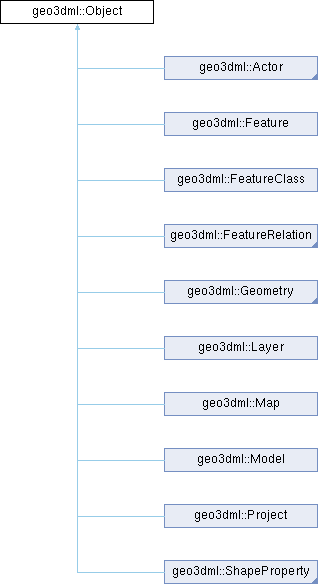 geo3dml::Object
geo3dml::Actor
geo3dml::Feature
geo3dml::FeatureClass
geo3dml::FeatureRelation
geo3dml::Geometry
geo3dml::Layer
geo3dml::Map
geo3dml::Model
geo3dml::Project
geo3dml::ShapeProperty